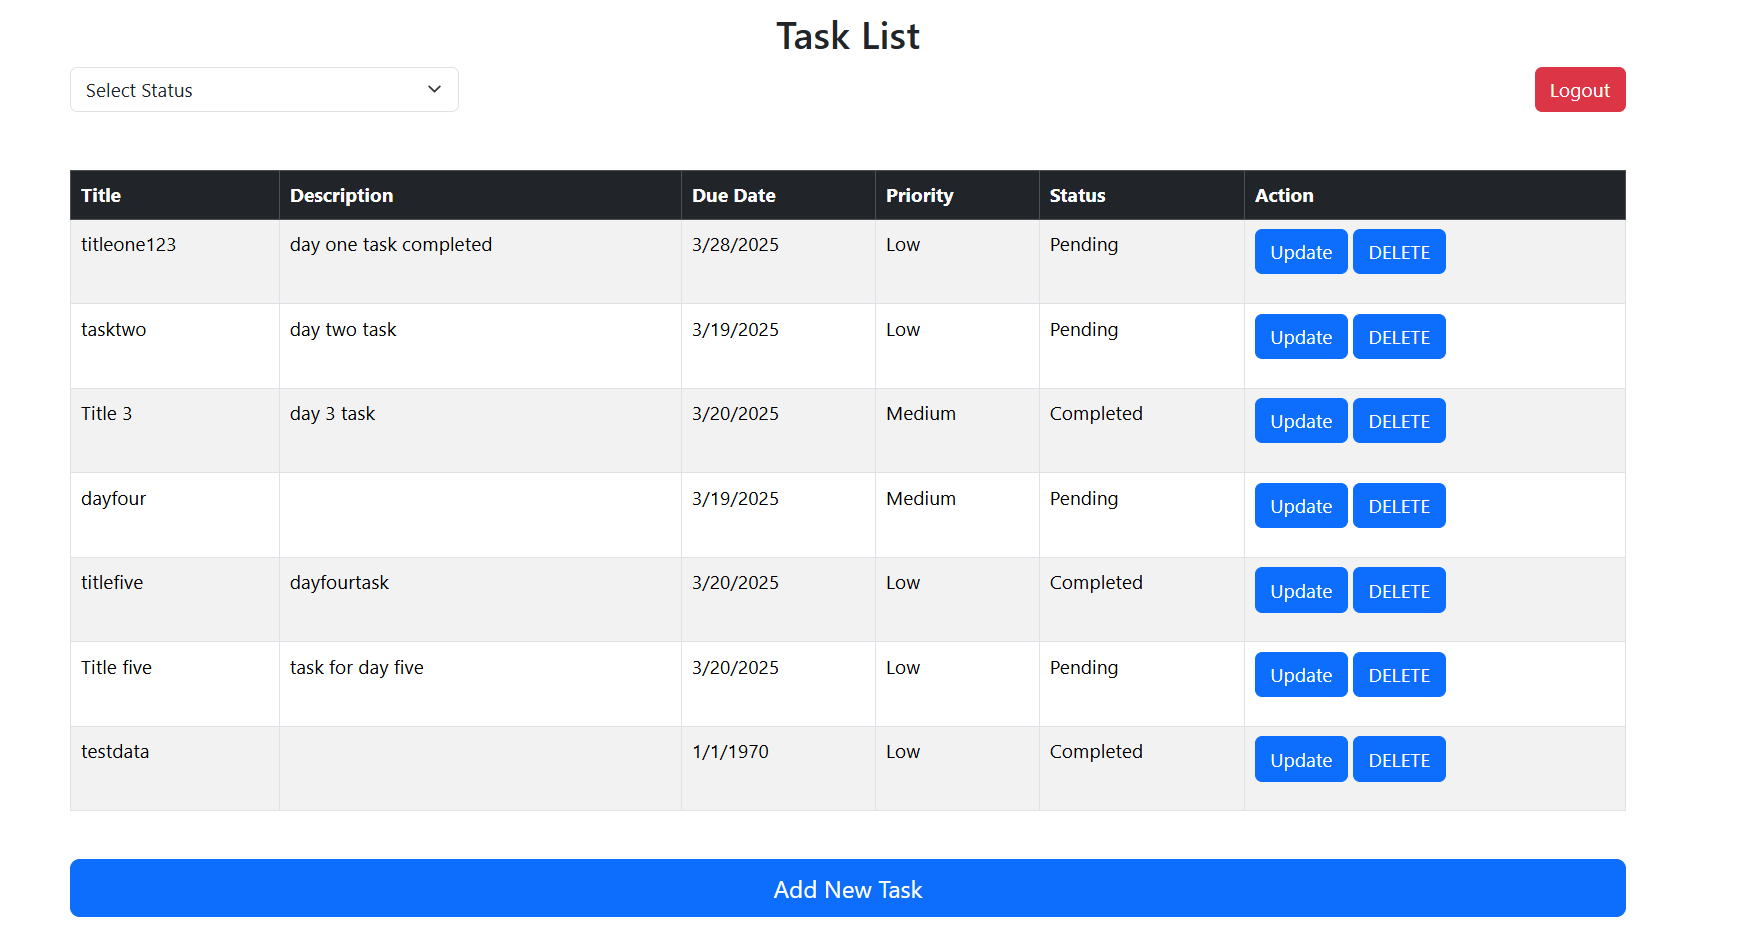 Task List
Select Status
Logout
Title Description Due Date Priority Status Action
titleone123 day one task completed 3/28/2025 Low Pending Update DELETE
tasktwo day two task 3/19/2025 Low Pending Update DELETE
Title 3 day 3 task 3/20/2025 Medium Completed Update DELETE
dayfour 3/19/2025 Medium Pending Update DELETE
titlefive dayfourtask 3/20/2025 Low Completed Update DELETE
Title five task for day five 3/20/2025 Low Pending Update DELETE
testdata 1/1/1970 Low Completed Update DELETE
Add New Task